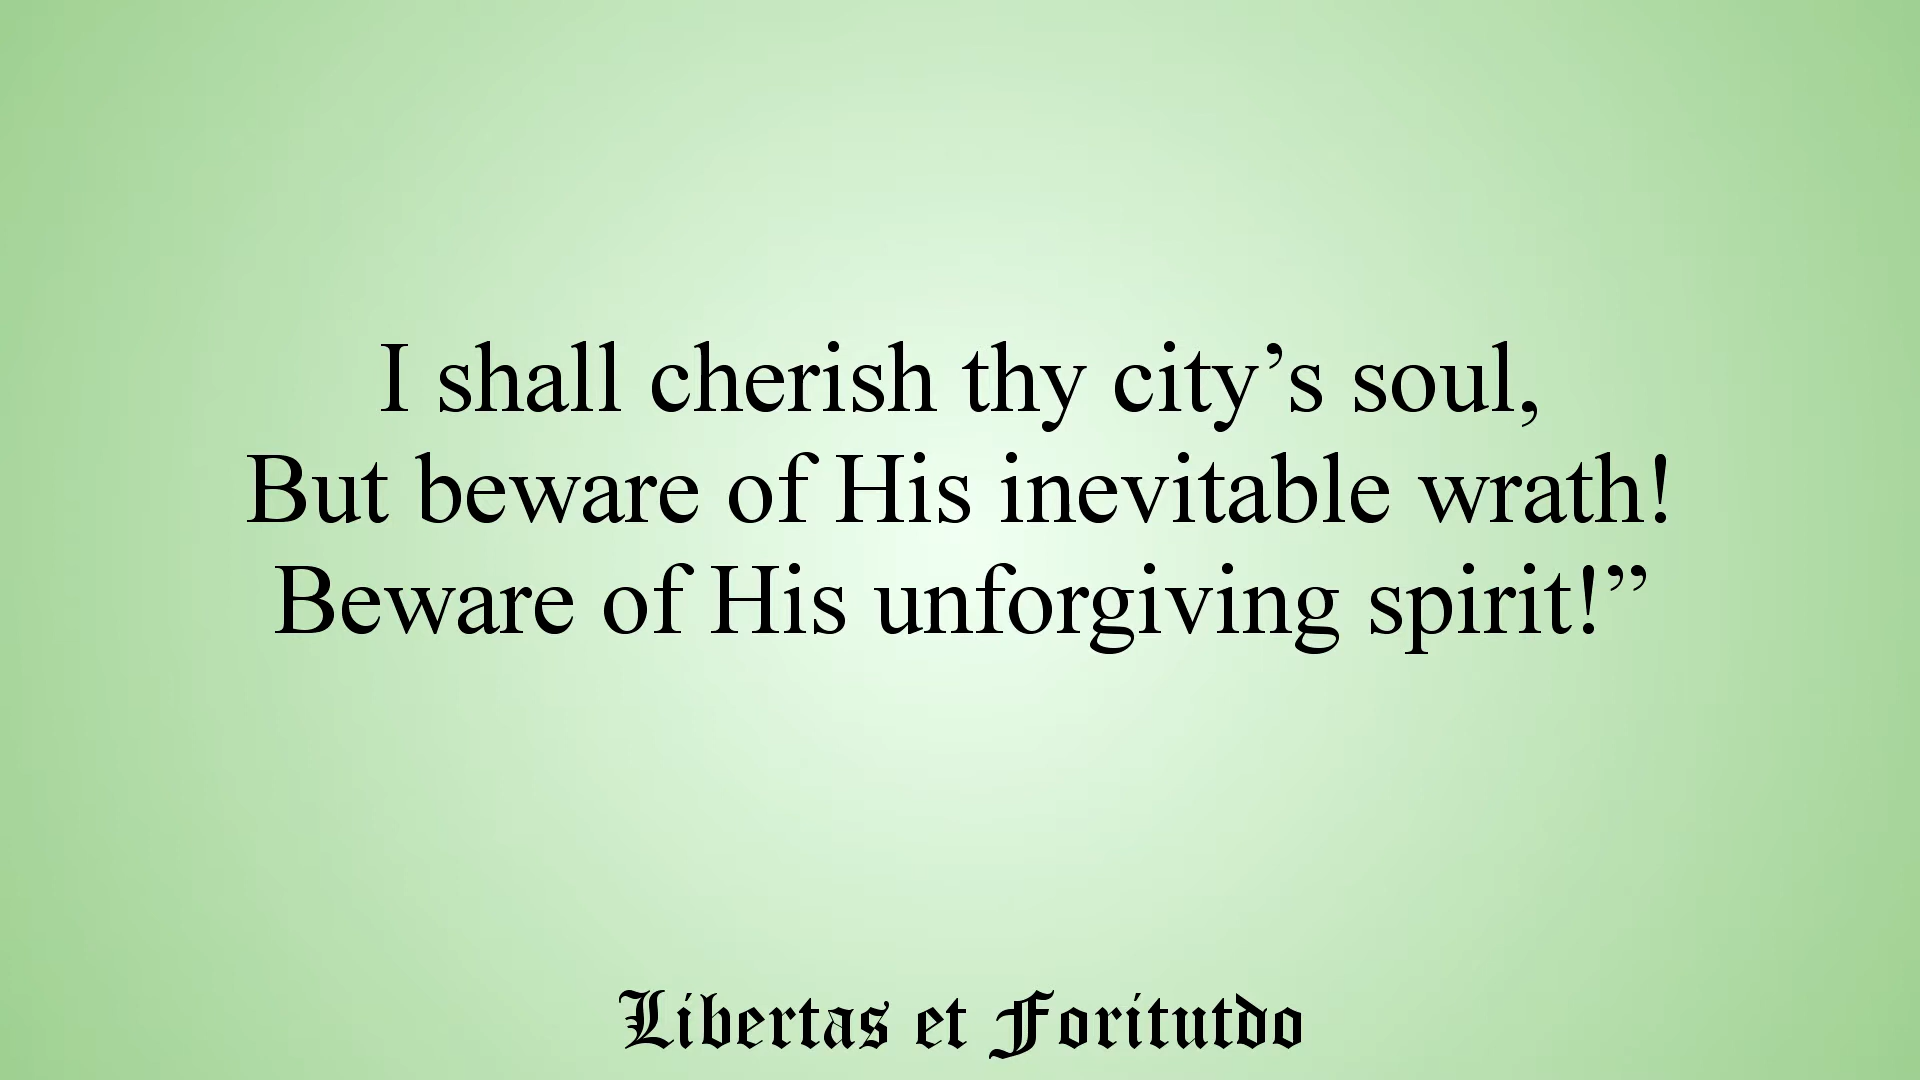 I shall cherish thy city’s soul,
But beware of His inevitable wrath!
Beware of His unforgiving spirit!”
Libertas et Foritutdo